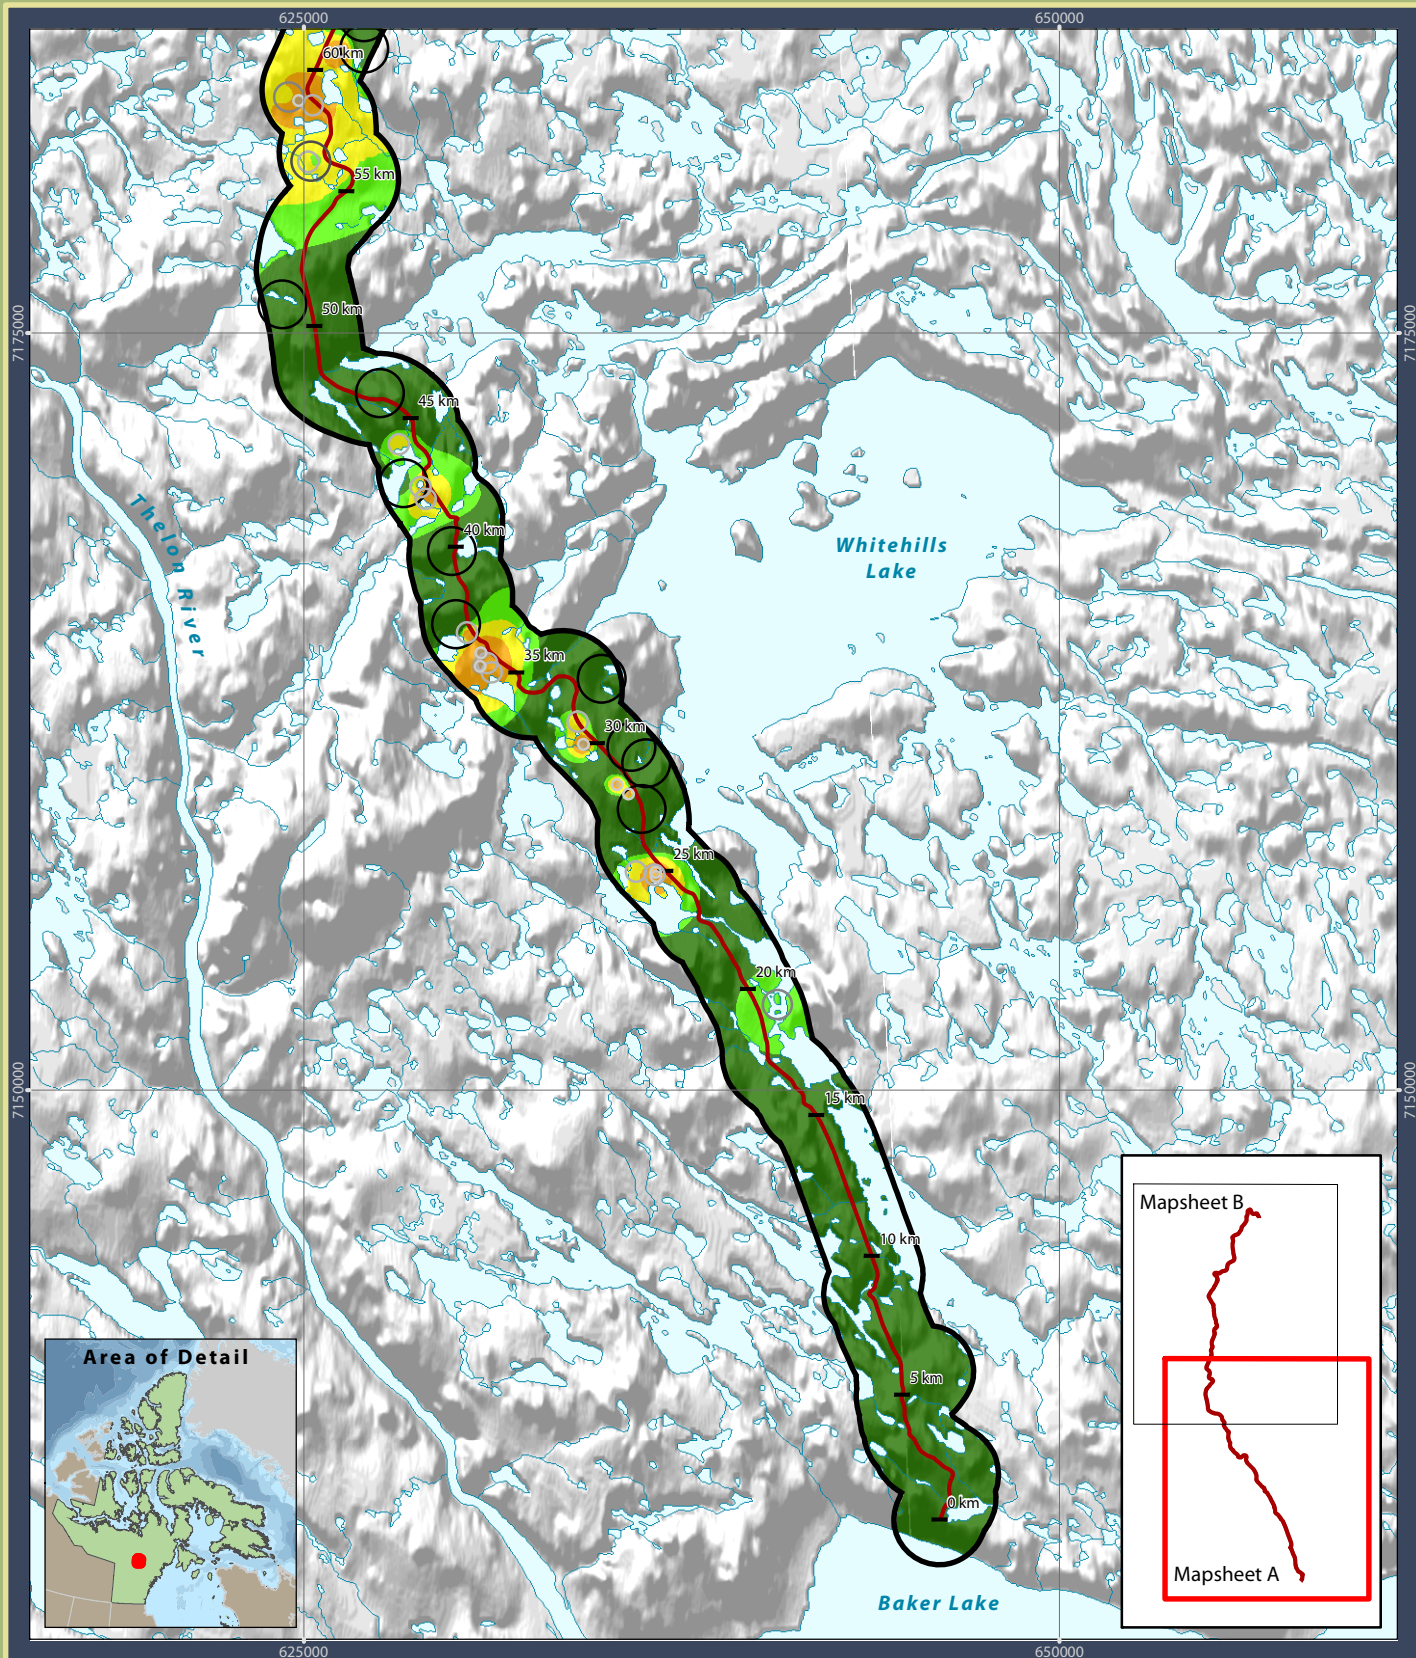 625000
650000
60 km
55 km
7175000
7175000
50 km
45 km
Thelon River
40 km
Whitehills
Lake
35 km
30 km
25 km
20 km
7150000
7150000
15 km
Mapsheet B
10 km
Area of Detail
5 km
0 km
Mapsheet A
Baker Lake
625000
650000